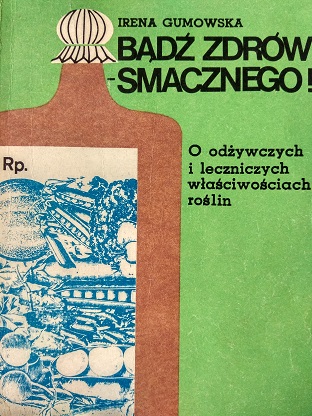 IRENA GUMOWSKA
BĄDŹ ZDRÓW
-SMACZNEGO!
O odżywczych
i leczniczych
właściwościach
roślin
Rp.